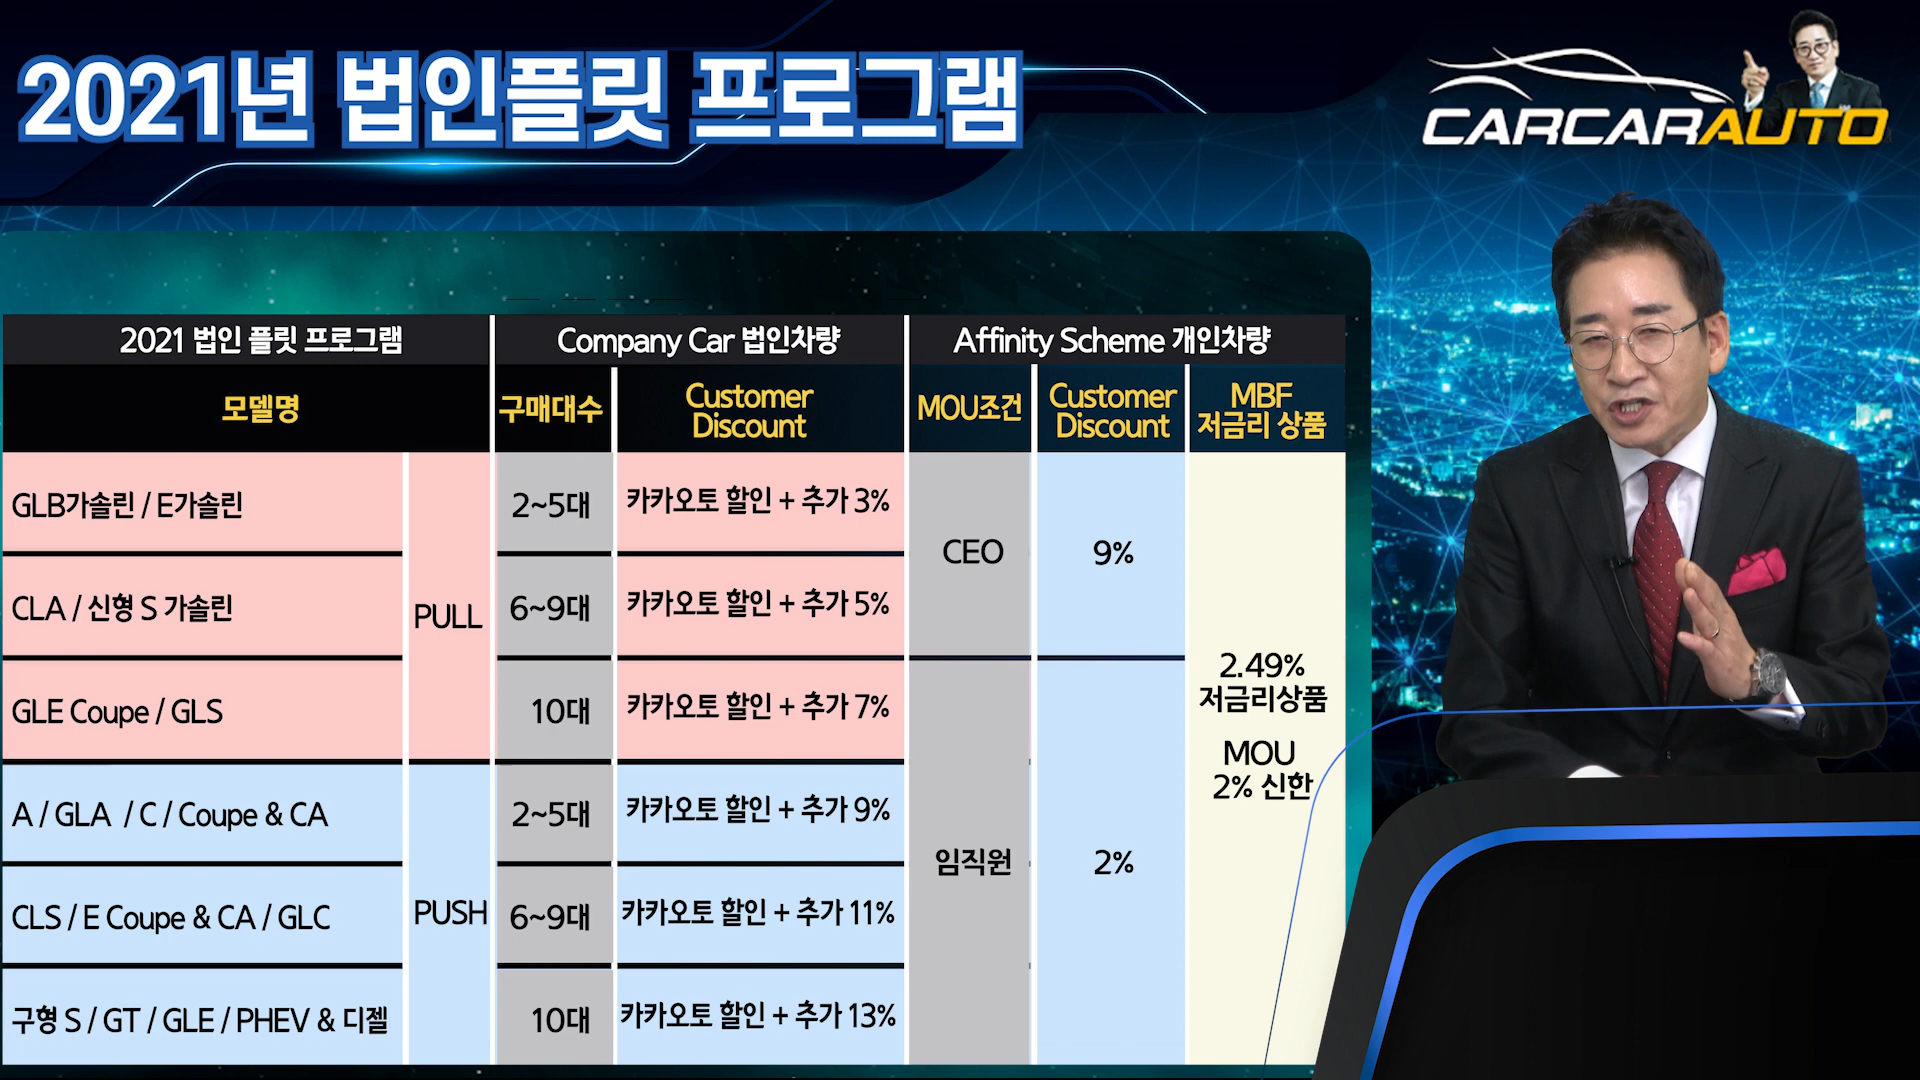 2021년 법인플릿 프로그램
CARCARAUTO
2021 법인 플릿 프로그램
Company Car 법인차량
Affinity Scheme 개인차량
모델명
구매대수
Customer
Discount
MOU조건
Customer
Discount
MBF
저금리 상품
GLB가솔린 / E가솔린
2~5대
카카오토 할인 + 추가 3%
CLA / 신형 S 가솔린
6~9대
카카오토 할인 + 추가 5%
GLE Coupe / GLS
10대
카카오토 할인 + 추가 7%
PULL
A / GLA / C / Coupe & CA
2~5대
카카오토 할인 + 추가 9%
CLS / E Coupe & CA / GLC
6~9대
카카오토 할인 + 추가 11%
구형 S / GT / GLE / PHEV & 디젤
10대
카카오토 할인 + 추가 13%
PUSH
CEO
9%
임직원
2%
2.49%
저금리상품
MOU
2% 신한